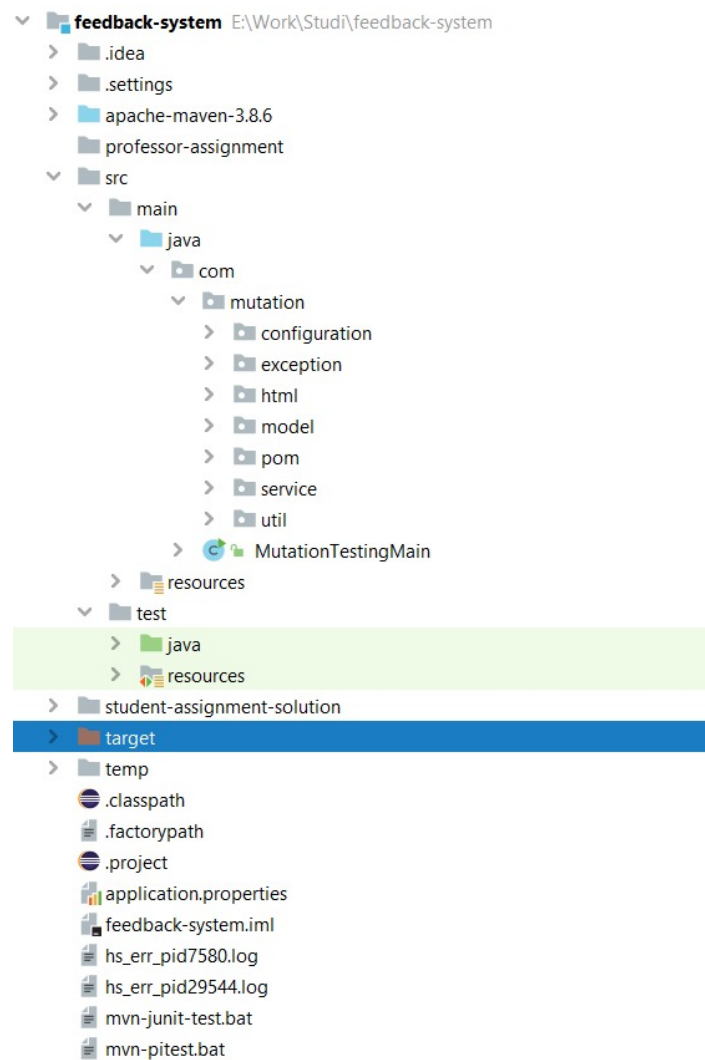 feedback-system E:\Work\Studi\feedback-system
.idea
.settings
apache-maven-3.8.6
professor-assignment
src
main
java
com
mutation
configuration
exception
html
model
pom
service
util
MutationTestingMain
resources
test
java
resources
student-assignment-solution
target
temp
.classpath
.factorypath
.project
application.properties
feedback-system.iml
hs_err_pid7580.log
hs_err_pid29544.log
mvn-junit-test.bat
mvn-pitest.bat